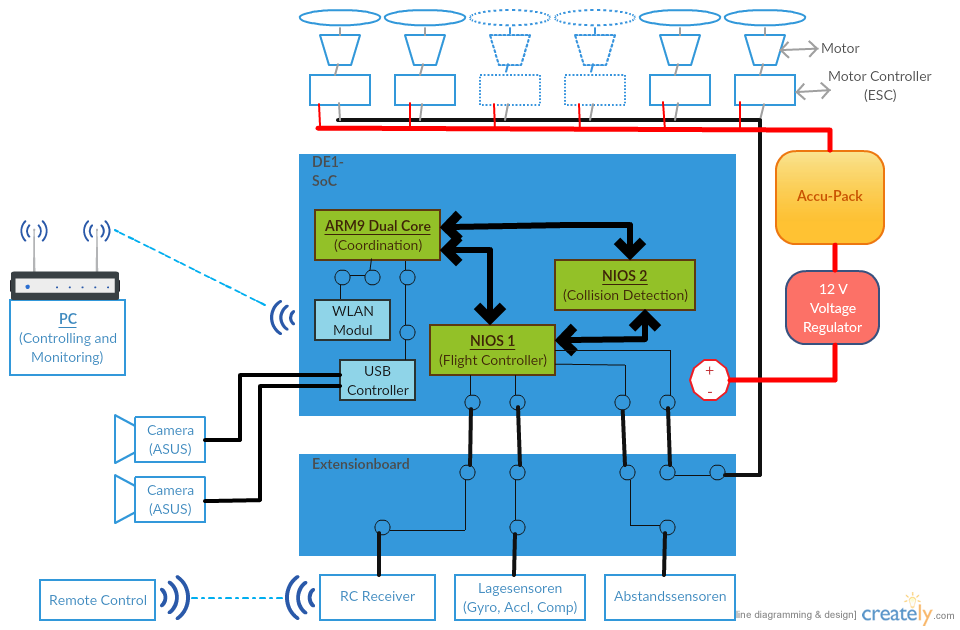 Motor
Motor Controller
(ESC)
DE1-
SoC
Accu-Pack
ARM9 Dual Core
(Coordination)
NIOS 2
(Collision Detection)
12 V
Voltage
Regulator
WLAN
Modul
PC
(Controlling and
Monitoring)
NIOS 1
(Flight Controller)
USB
Controller
+
-
Camera
(ASUS)
Extensionboard
Camera
(ASUS)
Remote Control
RC Receiver
Lagesensoren
(Gyro, Accl, Comp)
Abstandssensoren
line diagramming & design]
creately.com